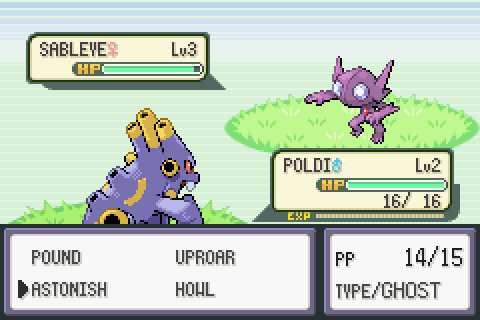 SABLEYE♀ Lv3
HP
POLDI♂ Lv2
HP
16/ 16
EXP
POUND UPROAR PP 14/15
ASTONISH HOWL TYPE/GHOST